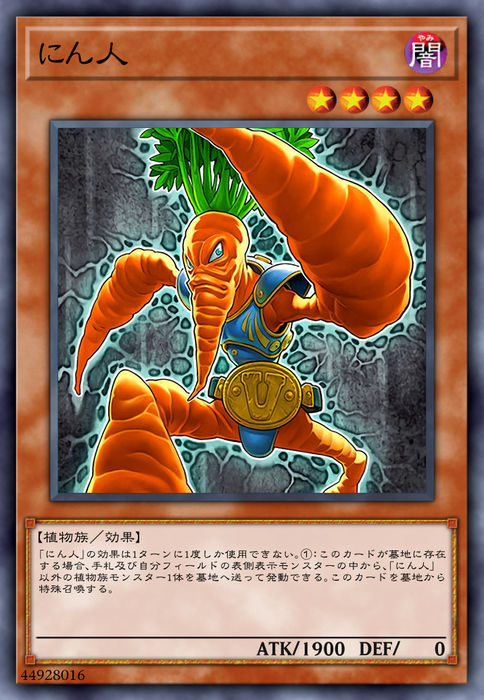 にん人
やみ
闇
【植物族／効果】
「にん人」の効果は1ターンに1度しか使用できない。①：このカードが墓地に存在
する場合、手札及び自分フィールドの表側表示モンスターの中から、「にん人」
以外の植物族モンスター1体を墓地へ送って発動できる。このカードを墓地から
特殊召喚する。
ATK/1900 DEF/ 0
44928016